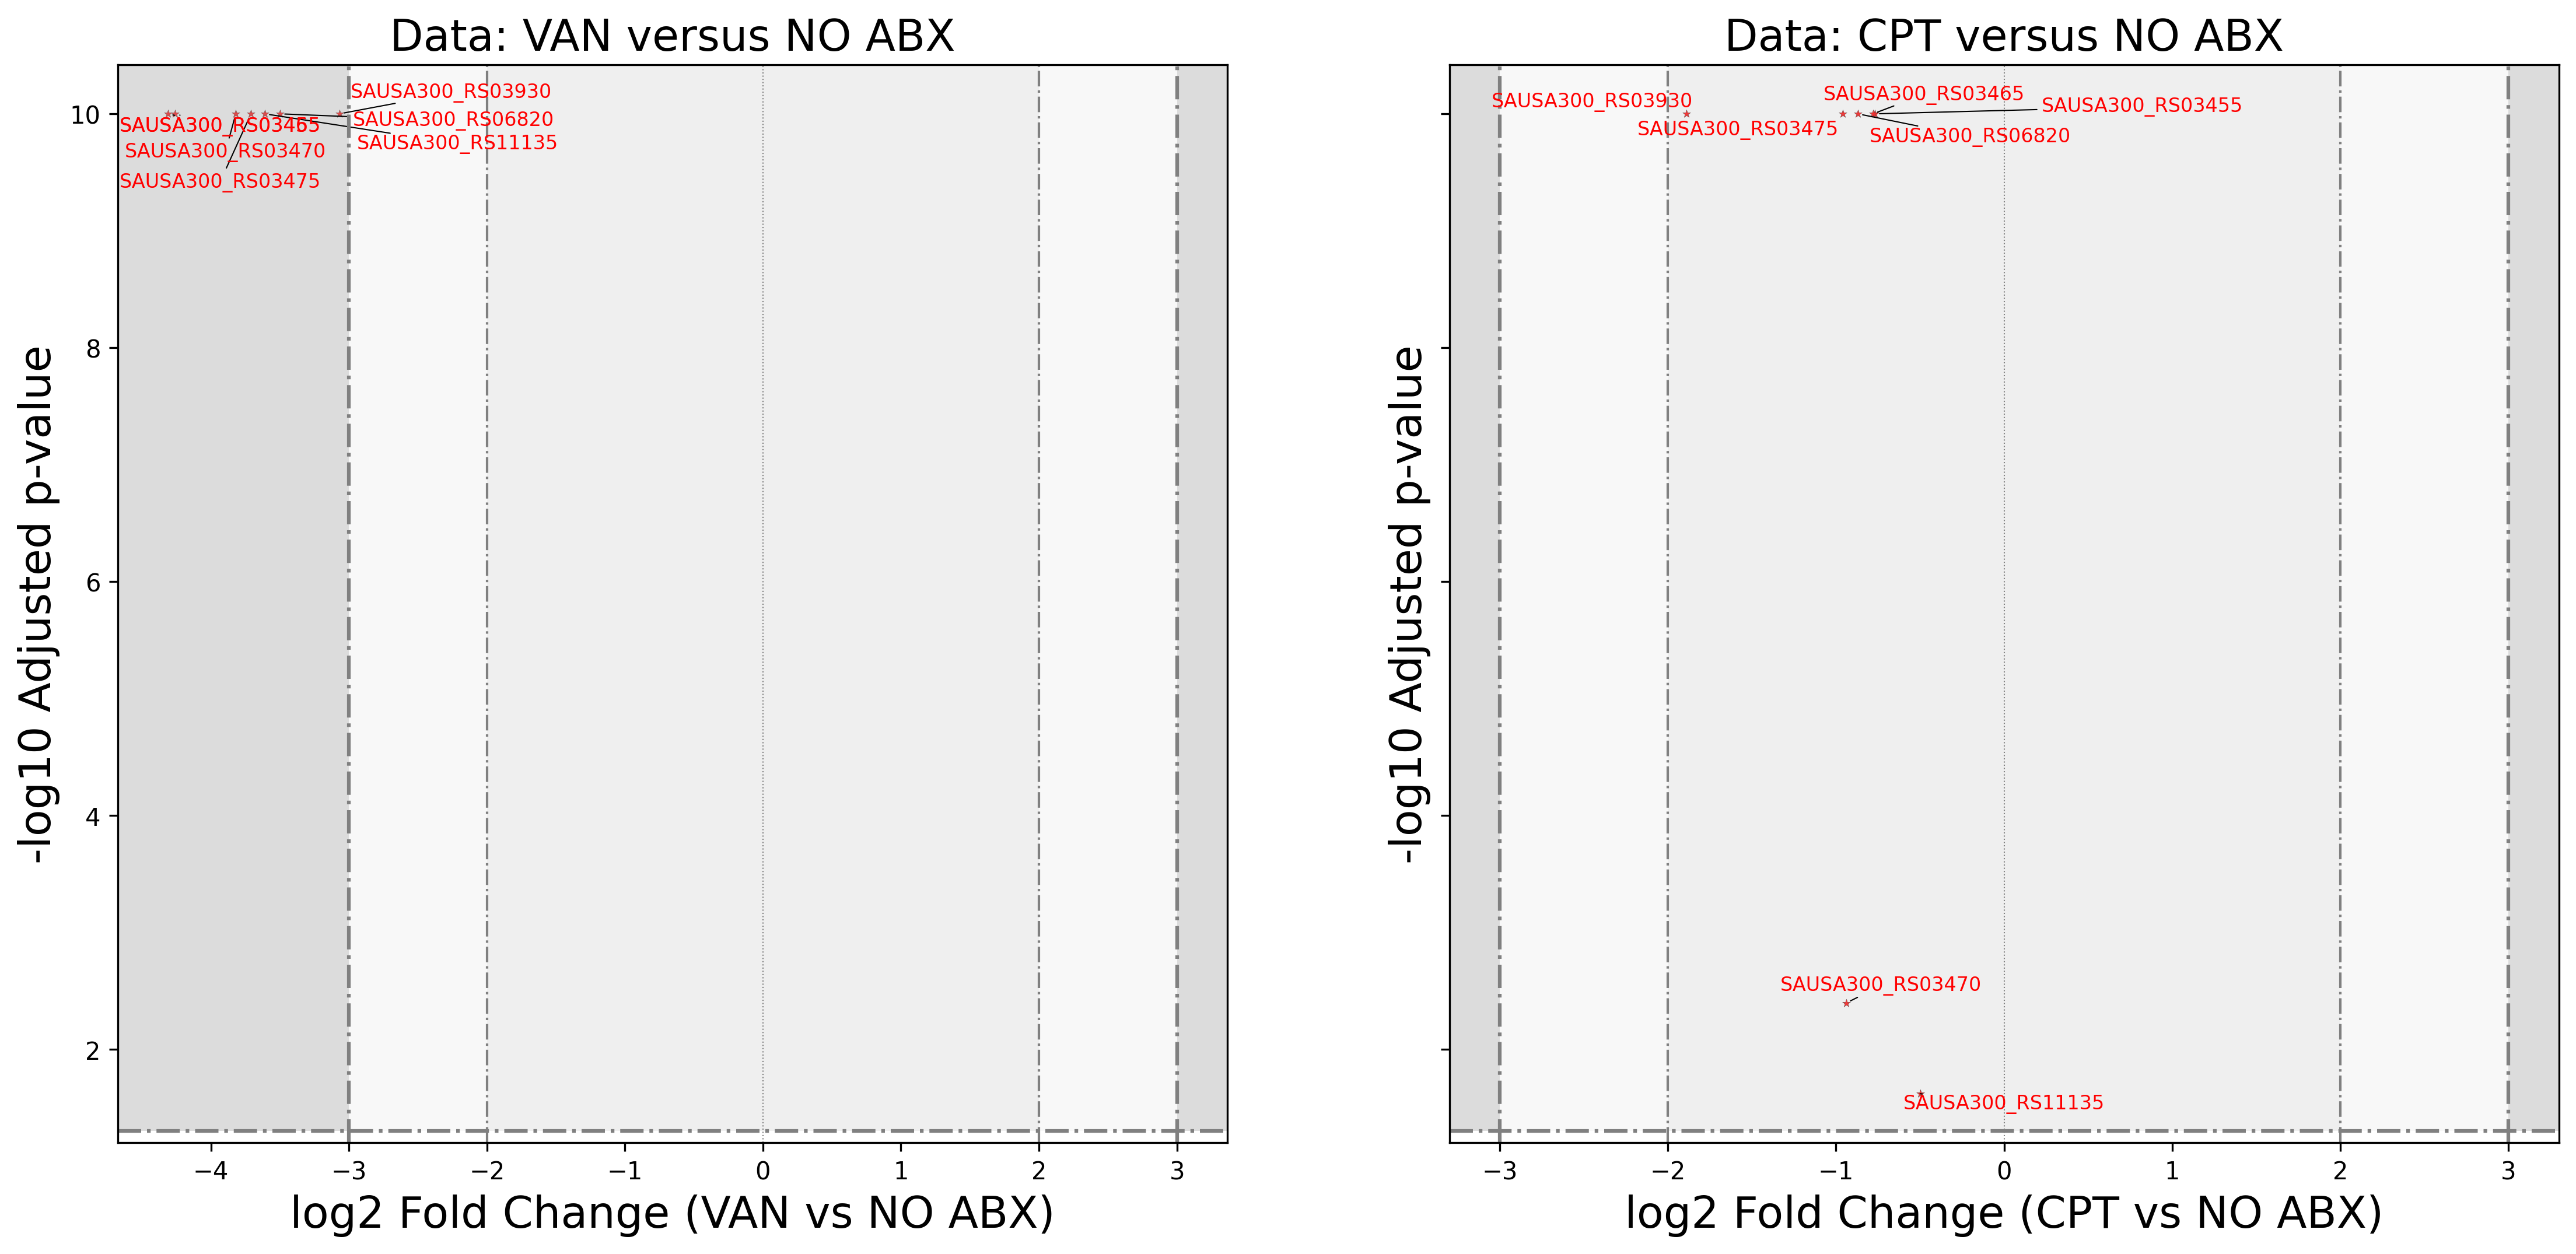 Data: VAN versus NO ABX
-log10 Adjusted p-value
10
8
6
4
2
SAUSA300_RS03930
SAUSA300_RS06820
SAUSA300_RS11135
SAUSA300_RS03465
SAUSA300_RS03470
SAUSA300_RS03475
−4
−3
−2
−1
0
1
2
3
log2 Fold Change (VAN vs NO ABX)
Data: CPT versus NO ABX
-log10 Adjusted p-value
SAUSA300_RS03930
SAUSA300_RS03465
SAUSA300_RS03455
SAUSA300_RS03475
SAUSA300_RS06820
SAUSA300_RS03470
SAUSA300_RS11135
−3
−2
−1
0
1
2
3
log2 Fold Change (CPT vs NO ABX)